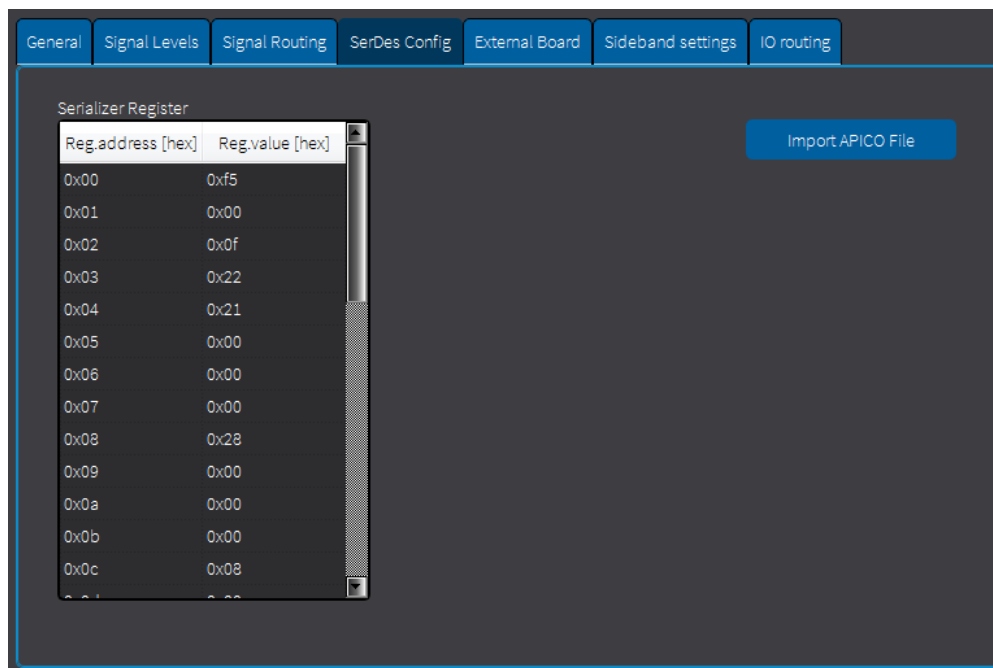 General Signal Levels Signal Routing SerDes Config External Board Sideband settings IO routing
Serializer Register
Reg.address [hex] Reg.value [hex]
Import APICO File
0x00 0xf5
0x01 0x00
0x02 0x0f
0x03 0x22
0x04 0x21
0x05 0x00
0x06 0x00
0x07 0x00
0x08 0x28
0x09 0x00
0x0a 0x00
0x0b 0x00
0x0c 0x08